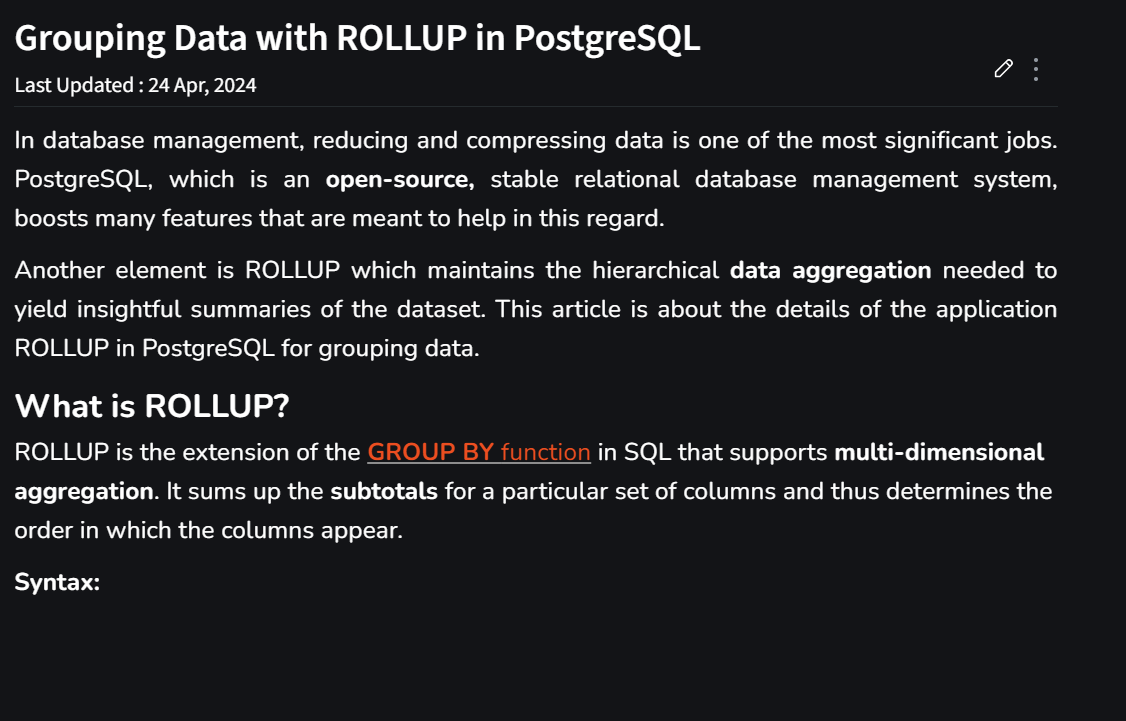 Grouping Data with ROLLUP in PostgreSQL
Last Updated : 24 Apr, 2024
In database management, reducing and compressing data is one of the most significant jobs.
PostgreSQL, which is an open-source, stable relational database management system,
boosts many features that are meant to help in this regard.
Another element is ROLLUP which maintains the hierarchical data aggregation needed to
yield insightful summaries of the dataset. This article is about the details of the application
ROLLUP in PostgreSQL for grouping data.
What is ROLLUP?
ROLLUP is the extension of the GROUP BY function in SQL that supports multi-dimensional
aggregation. It sums up the subtotals for a particular set of columns and thus determines the
order in which the columns appear.
Syntax: